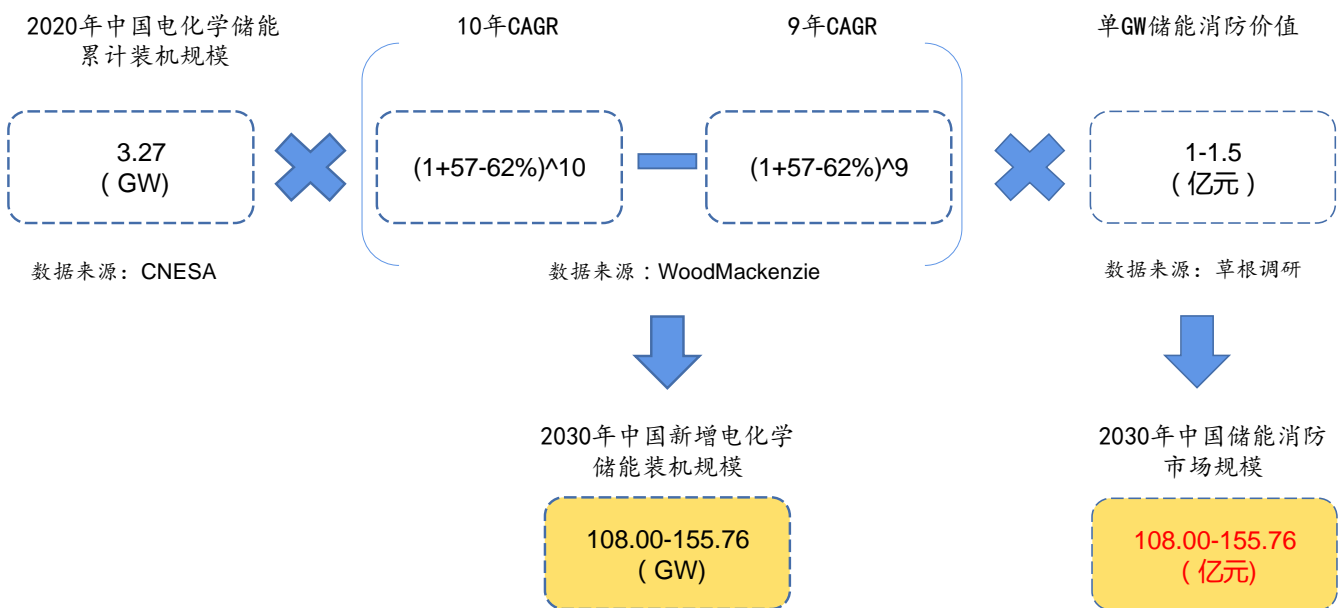 2020年中国电化学储能
累计装机规模
10年CAGR
9年CAGR
单GW储能消防价值
3.27
( GW)
(1+57-62%)^10
(1+57-62%)^9
1-1.5
( 亿元 )
数据来源：CNESA
数据来源：WoodMackenzie
数据来源：草根调研
2030年中国新增电化学
储能装机规模
2030年中国储能消防
市场规模
108.00-155.76
( GW)
108.00-155.76
( 亿元)